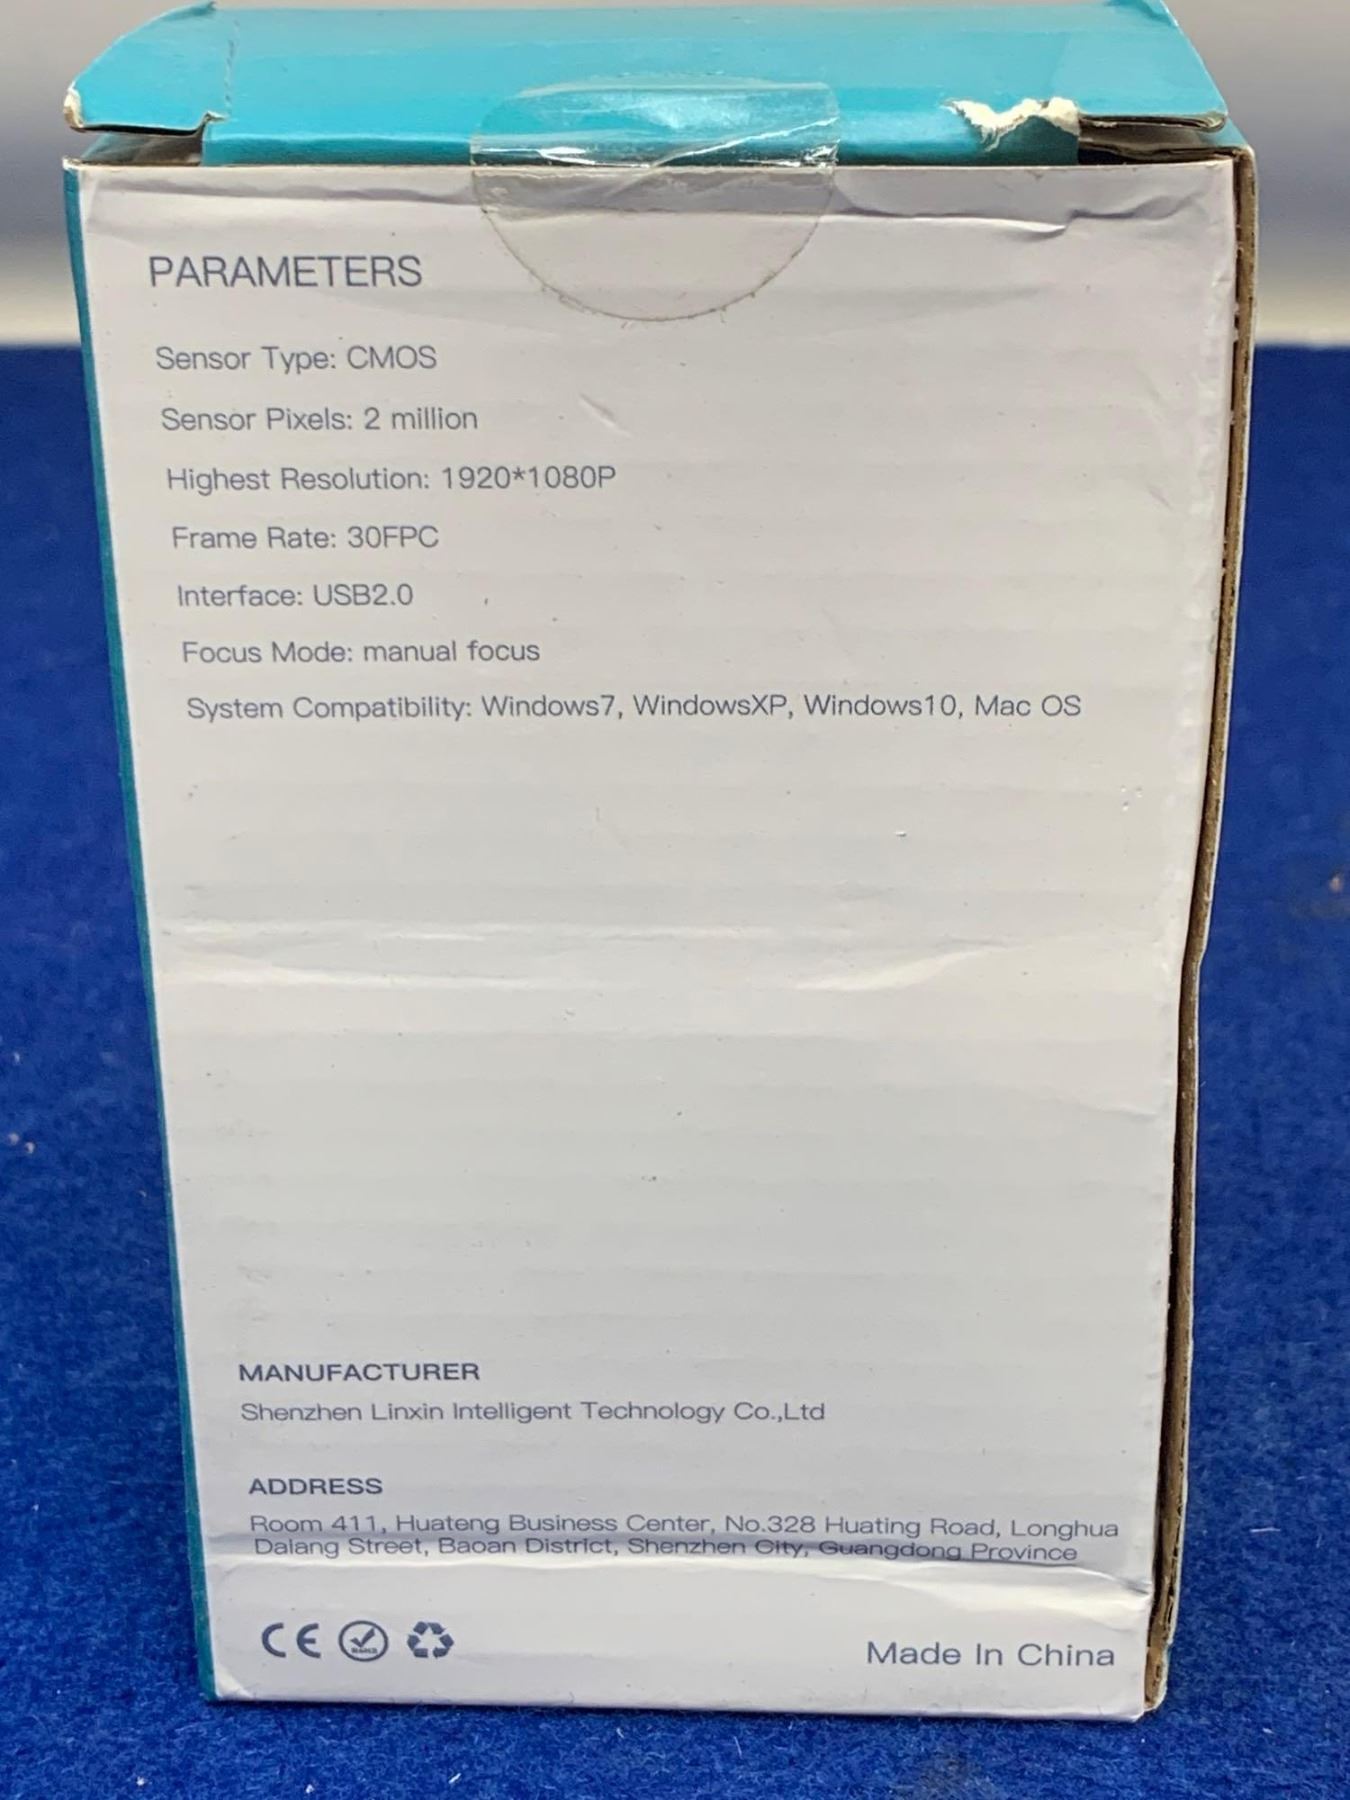 PARAMETERS
Sensor Type: CMOS
Sensor Pixels: 2 million
Highest Resolution: 1920*1080P
Frame Rate: 30FPC
Interface: USB2.0
Focus Mode: manual focus
System Compatibility: Windows7, WindowsXP, Windows10, Mac OS
MANUFACTURER
Shenzhen Linxin Intelligent Technology Co.,Ltd
ADDRESS
Room 411, Huateng Business Center, No.328 Huating Road, Longhua
Dalang Street, Baoan District, Shenzhen City, Guangdong Province
CE
Made In China